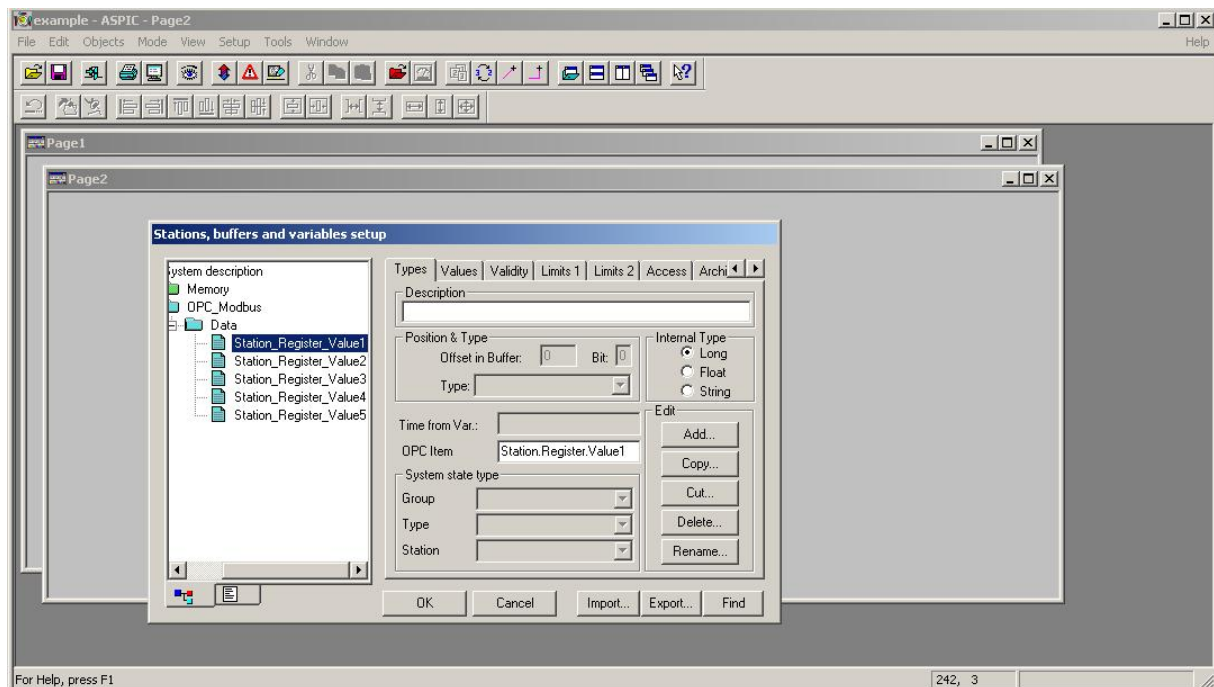 example - ASPIC - Page2
File Edit Objects Mode View Setup Tools Window Help
Page1
Page2
Stations, buffers and variables setup
ystem description
Memory
OPC_Modbus
Data
Station_Register_Value1
Station_Register_Value2
Station_Register_Value3
Station_Register_Value4
Station_Register_Value5
Types Values Validity Limits 1 Limits 2 Access Archi
Description
Position & Type
Offset in Buffer: 0 Bit: 0
Type:
Internal Type
Long
Float
String
Time from Var.:
OPC Item Station.Register.Value1
System state type
Group
Type
Station
Edit
Add...
Copy...
Cut...
Delete...
Rename...
OK Cancel Import... Export... Find
For Help, press F1 242, 3